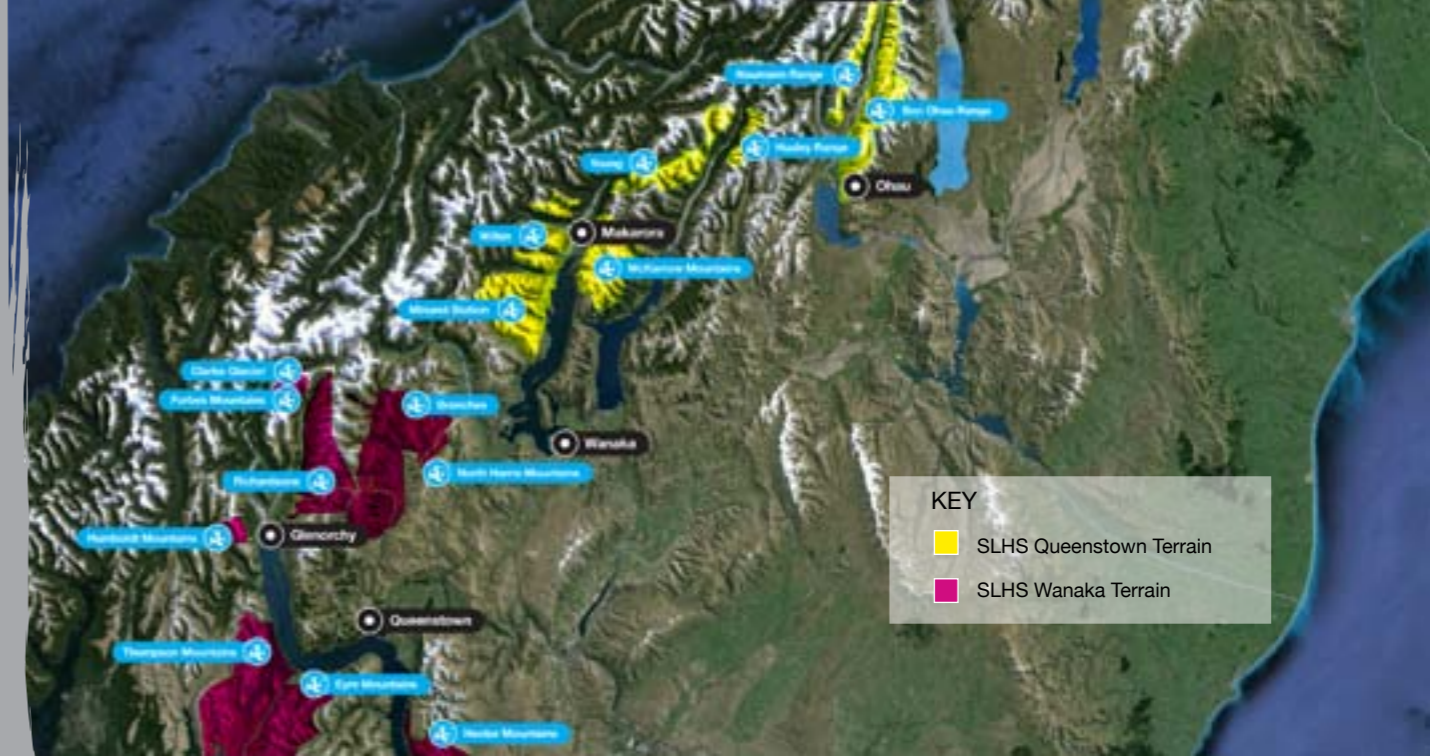 Naumann Range
Ben Ohau Range
Huxley Range
Young
Ohau
Makarora
Wilkin
McKerrow Mountains
Minaret Station
Clarke Glacier
Forbes Mountains
Branches
Wanaka
North Harris Mountains
Richardsons
Humboldt Mountains
Glenorchy
KEY
SLHS Queenstown Terrain
SLHS Wanaka Terrain
Queenstown
Thompson Mountains
Eyre Mountains
Hector Mountains